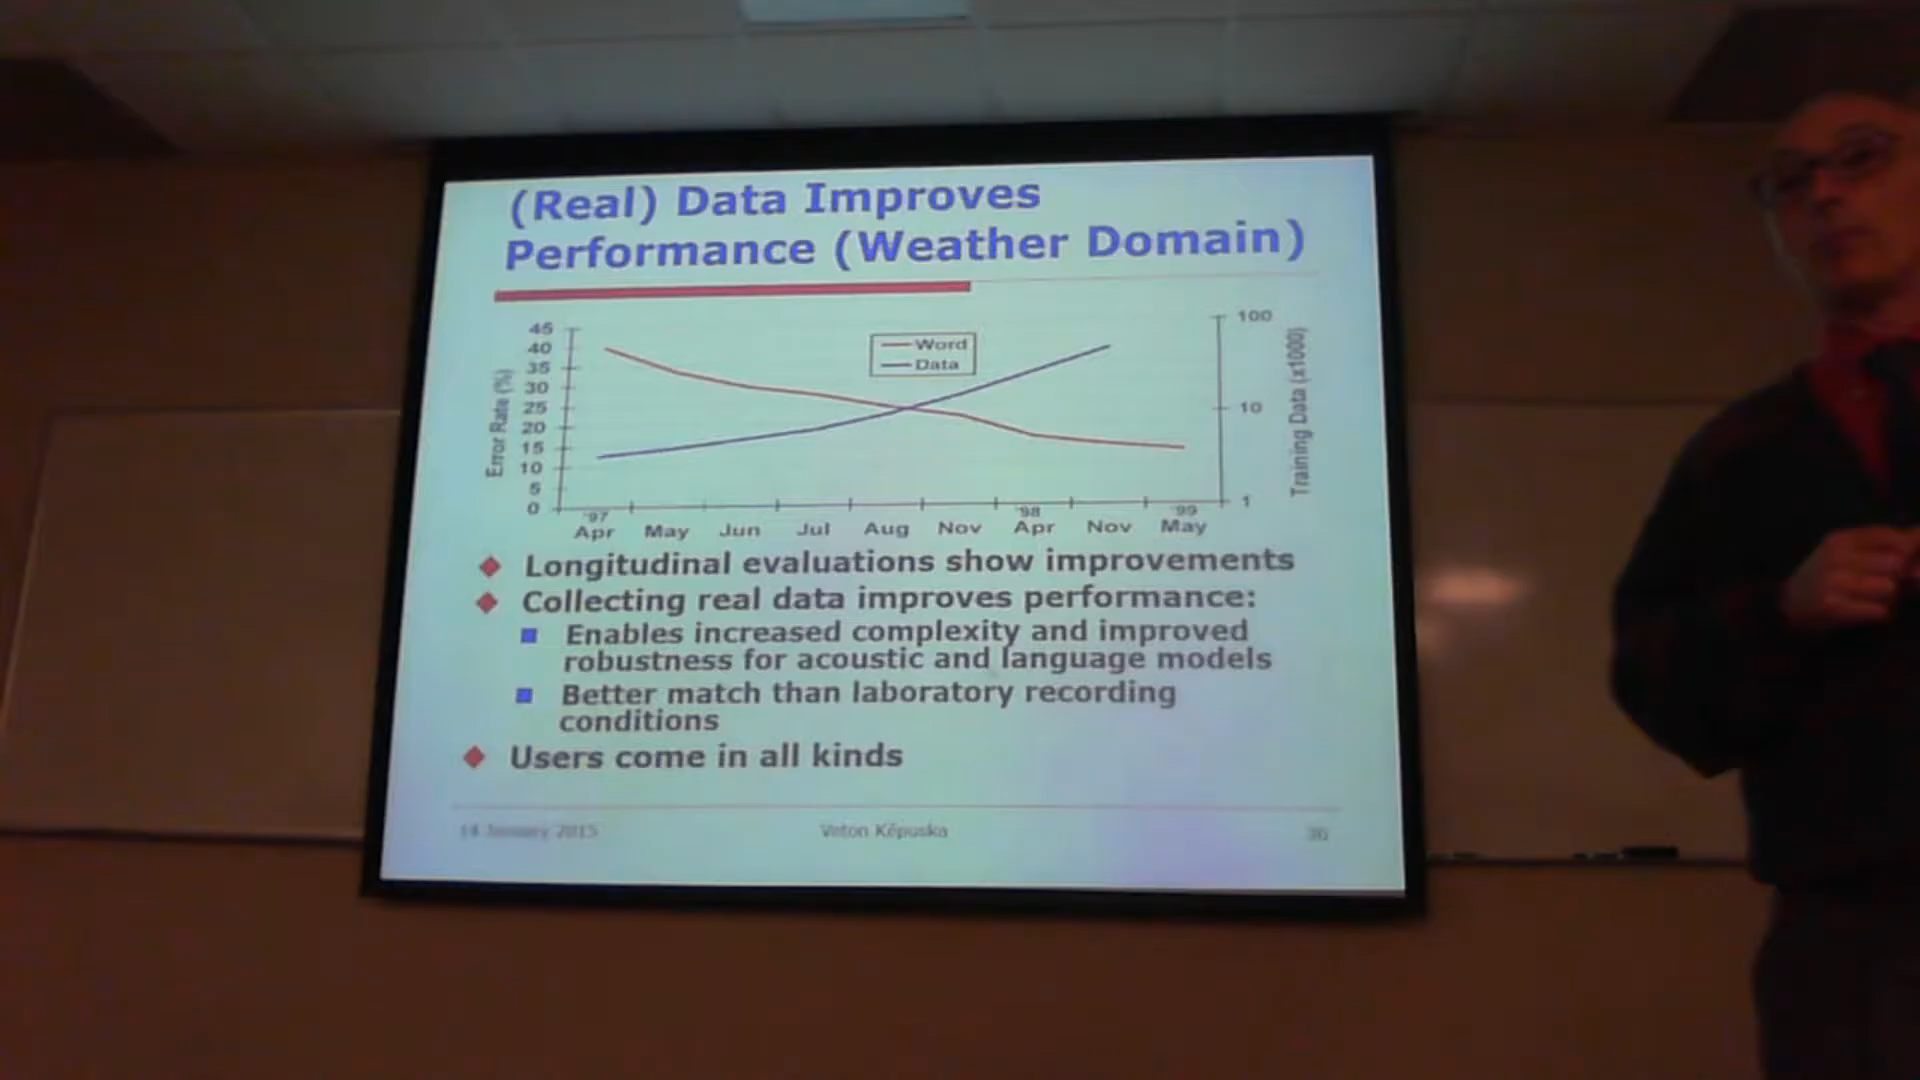 (Real) Data Improves
Performance (Weather Domain)
45
40
35
30
25
20
15
10
5
0
Error Rate (%)
Word
Data
100
10
1
Training Data (x1000)
'97 '98 '99
Apr May Jun Jul Aug Nov Apr Nov May
Longitudinal evaluations show improvements
Collecting real data improves performance:
Enables increased complexity and improved
robustness for acoustic and language models
Better match than laboratory recording
conditions
Users come in all kinds
14 January 2015 Veton Këpuska 30